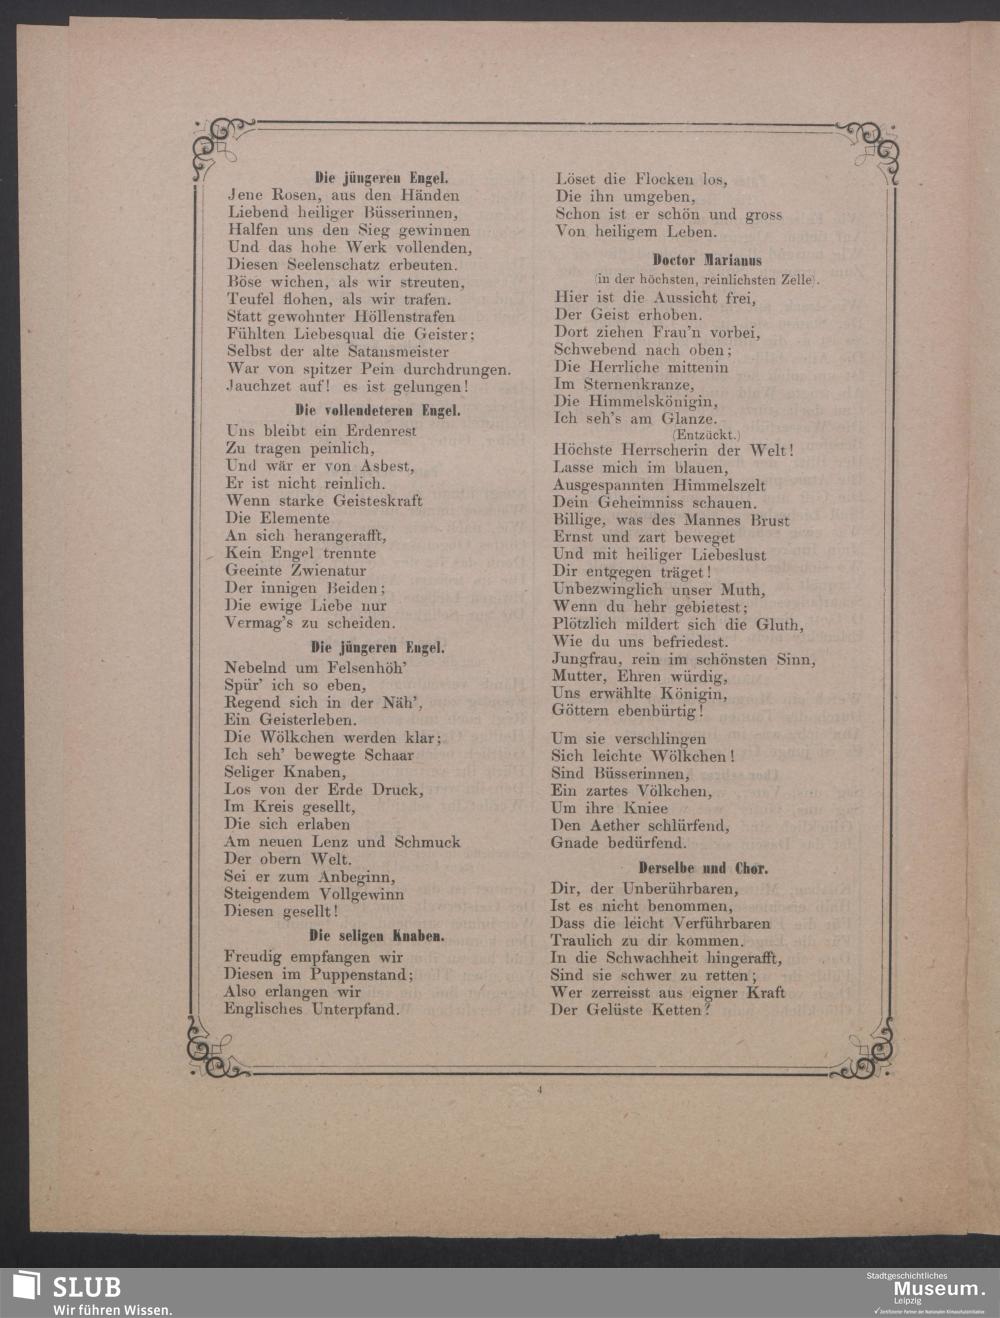 Die jüngeren Engel.
Jene Rosen, aus den Händen
Liebend heiliger Büsserinnen,
Halfen uns den Sieg gewinnen
Und das hohe Werk vollenden,
Diesen Seelenschatz erbeuten.
Böse wichen, als wir streuten,
Teufel flohen, als wir trafen.
Statt gewohnter Höllenstrafen
Fühlten Liebesqual die Geister;
Selbst der alte Satansmeister
War von spitzer Pein durchdrungen.
Jauchzet auf! es ist gelungen!
Die vollendeteren Engel.
Uns bleibt ein Erdenrest
Zu tragen peinlich,
Und wär er von Asbest,
Er ist nicht reinlich.
Wenn starke Geisteskraft
Die Elemente
An sich herangerafft,
Kein Engel trennte
Geeinte Zwienatur
Der innigen Beiden;
Die ewige Liebe nur
Vermag's zu scheiden.
Die jüngeren Engel.
Nebelnd um Felsenhöh'
Spür' ich so eben,
Regend sich in der Näh',
Ein Geisterleben.
Die Wölkchen werden klar;
Ich seh' bewegte Schaar
Seliger Knaben,
Los von der Erde Druck,
Im Kreis gesellt,
Die sich erlaben
Am neuen Lenz und Schmuck
Der obern Welt.
Sei er zum Anbeginn,
Steigendem Vollgewinn
Diesen gesellt!
Die seligen Knaben.
Freudig empfangen wir
Diesen im Puppenstand;
Also erlangen wir
Englisches Unterpfand.
Löset die Flocken los,
Die ihn umgeben,
Schon ist er schön und gross
Von heiligem Leben.
Doctor Marianus
(in der höchsten, reinlichsten Zelle).
Hier ist die Aussicht frei,
Der Geist erhoben.
Dort ziehen Frau'n vorbei,
Schwebend nach oben;
Die Herrliche mittenin
Im Sternenkranze,
Die Himmelskönigin,
Ich seh's am Glanze.
(Entzückt.)
Höchste Herrscherin der Welt!
Lasse mich im blauen,
Ausgespannten Himmelszelt
Dein Geheimniss schauen.
Billige, was des Mannes Brust
Ernst und zart beweget
Und mit heiliger Liebeslust
Dir entgegen träget!
Unbezwinglich unser Muth,
Wenn du hehr gebietest;
Plötzlich mildert sich die Gluth,
Wie du uns befriedest.
Jungfrau, rein im schönsten Sinn,
Mutter, Ehren würdig,
Uns erwählte Königin,
Göttern ebenbürtig!
Um sie verschlingen
Sich leichte Wölkchen!
Sind Büsserinnen,
Ein zartes Völkchen,
Um ihre Kniee
Den Aether schlürfend,
Gnade bedürfend.
Derselbe und Chor.
Dir, der Unberührbaren,
Ist es nicht benommen,
Dass die leicht Verführbaren
Traulich zu dir kommen.
In die Schwachheit hingerafft,
Sind sie schwer zu retten;
Wer zerreisst aus eigner Kraft
Der Gelüste Ketten?
4
SLUB
Wir führen Wissen.
Stadtgeschichtliches
Museum.
Leipzig
Zertifizierter Partner der Nationalen Klimaschutzinitiative